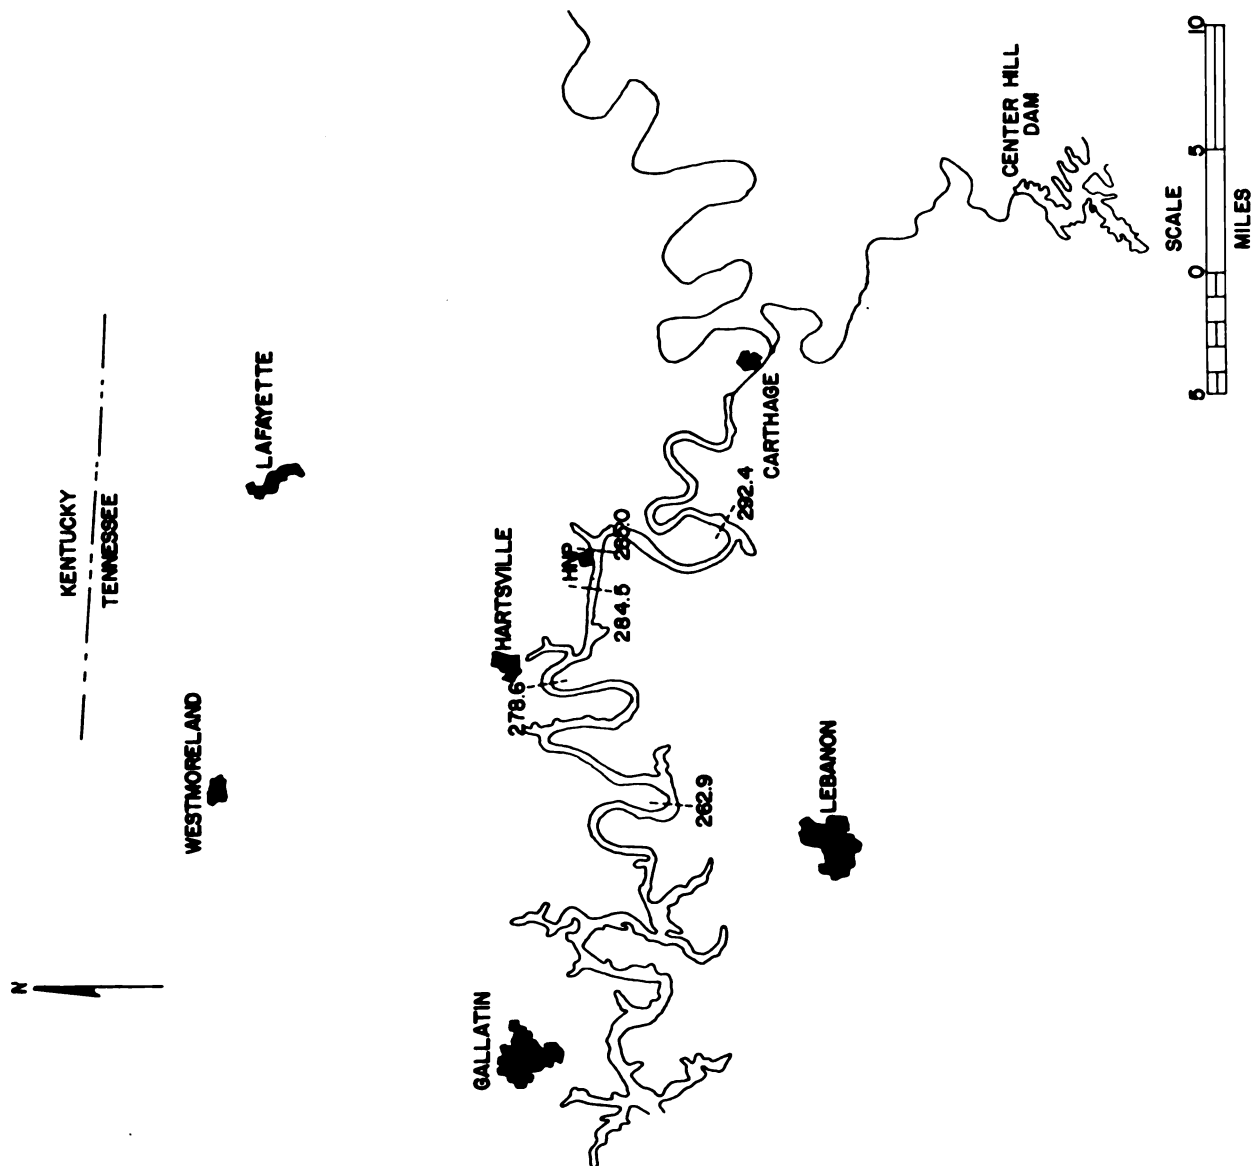 N
KENTUCKY
TENNESSEE
WESTMORELAND
LAFAYETTE
GALLATIN
HARTSVILLE
HNP
278.6
284.5
285.0
262.9
292.4
CARTHAGE
LEBANON
CENTER HILL
DAM
SCALE
5 0 5 10
MILES